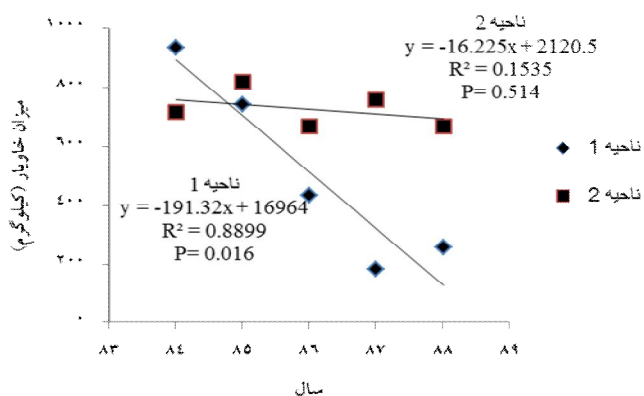 ناحیه 2
y = -16.225x + 2120.5
R² = 0.1535
P= 0.514
ناحیه 1
y = -191.32x + 16964
R² = 0.8899
P= 0.016
ناحیه 1
ناحیه 2
میزان خاویار (کیلوگرم)
۱۰۰۰
۸۰۰
۶۰۰
۴۰۰
۲۰۰
۰
۸۳ ۸۴ ۸۵ ۸۶ ۸۷ ۸۸ ۸۹
سال